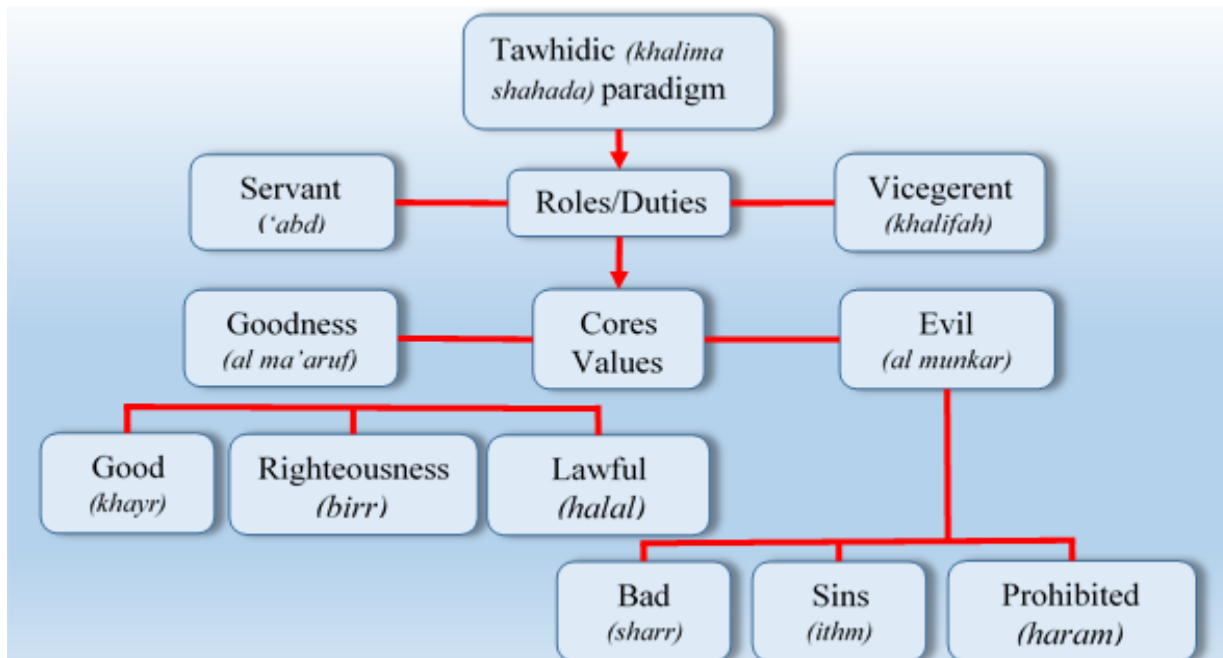 Tawhidic (khalima
shahada) paradigm
Servant
(‘abd)
Roles/Duties
Vicegerent
(khalifah)
Goodness
(al ma’aruf)
Cores
Values
Evil
(al munkar)
Good
(khayr)
Righteousness
(birr)
Lawful
(halal)
Bad
(sharr)
Sins
(ithm)
Prohibited
(haram)